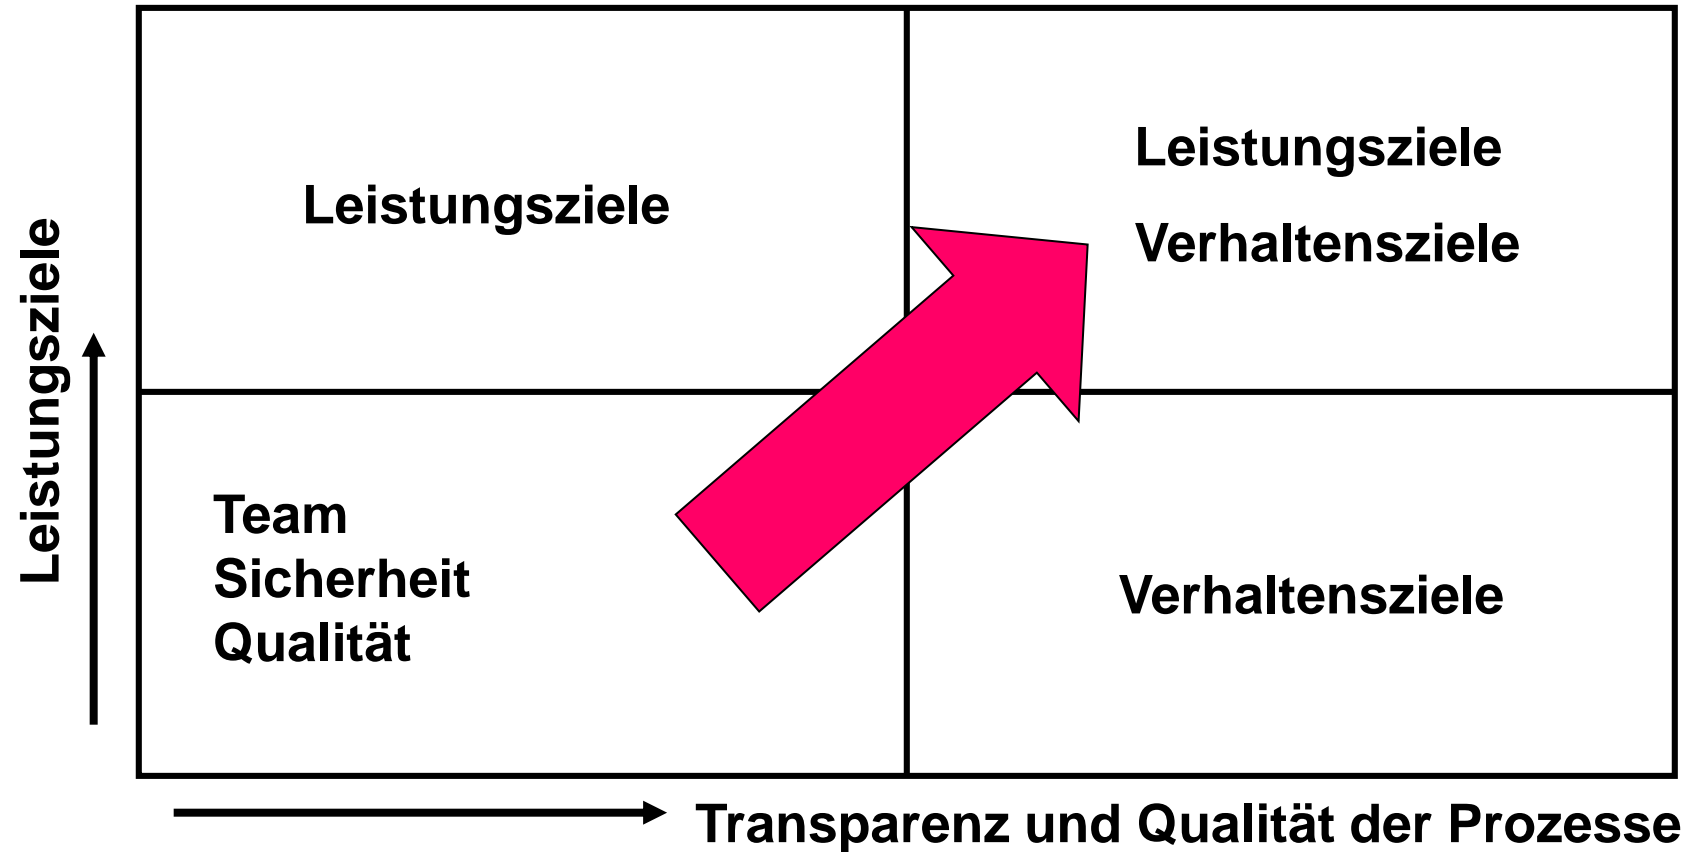 Leistungsziele
Leistungsziele
Leistungsziele
Verhaltensziele
Team
Sicherheit
Qualität
Verhaltensziele
Transparenz und Qualität der Prozesse